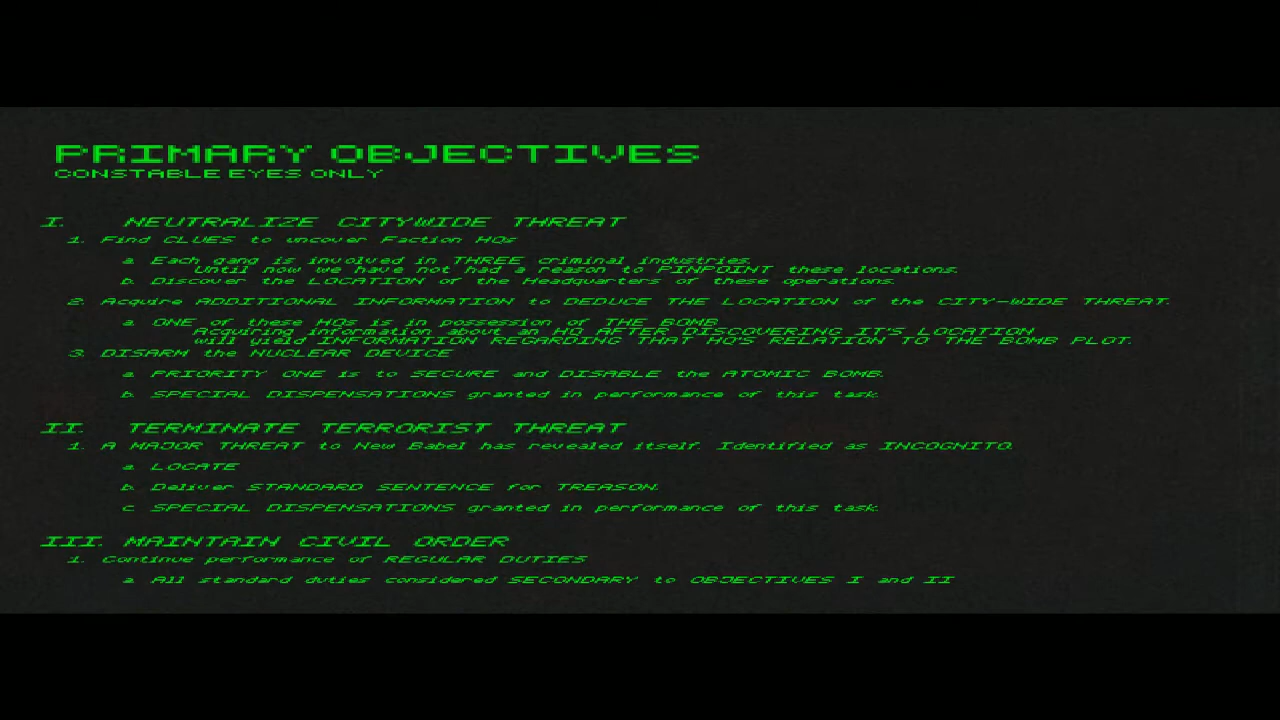 PRIMARY OBJECTIVES
CONSTABLE EYES ONLY
I. NEUTRALIZE CITYWIDE THREAT
1. Find CLUES to uncover Faction HQs
a. Each gang is involved in THREE criminal industries.
Until now we have not had a reason to PINPOINT these locations.
b. Discover the LOCATION of the Headquarters of these operations.
2. Acquire ADDITIONAL INFORMATION to DEDUCE THE LOCATION of the CITY-WIDE THREAT.
a. ONE of these HQs is in possession of THE BOMB
Acquiring information about an HQ AFTER DISCOVERING IT'S LOCATION
will yield INFORMATION REGARDING THAT HQ'S RELATION TO THE BOMB PLOT.
3. DISARM the NUCLEAR DEVICE
a. PRIORITY ONE is to SECURE and DISABLE the ATOMIC BOMB.
b. SPECIAL DISPENSATIONS granted in performance of this task.
II. TERMINATE TERRORIST THREAT
1. A MAJOR THREAT to New Babel has revealed itself. Identified as INCOGNITO.
a. LOCATE
b. Deliver STANDARD SENTENCE for TREASON.
c. SPECIAL DISPENSATIONS granted in performance of this task.
III. MAINTAIN CIVIL ORDER
1. Continue performance of REGULAR DUTIES
a. All standard duties considered SECONDARY to OBJECTIVES I and II